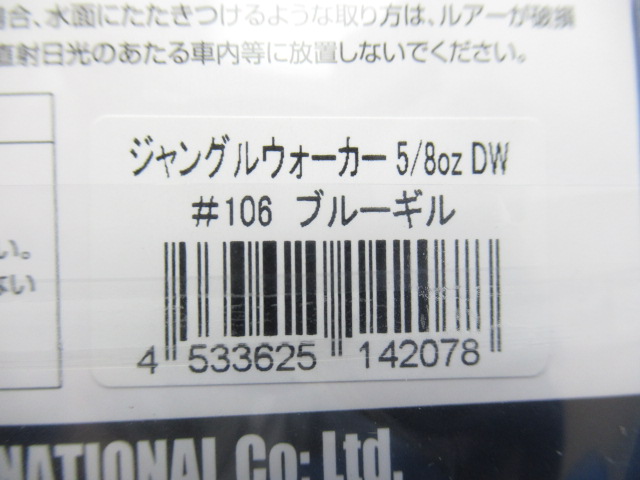 合、水面にたたきつけるような取り方は、ルアーが破損
直射日光のあたる車内等に放置しないでください。
ジャングルウォーカー 5/8oz DW
#106 ブルーギル
い。
ない
4 533625 142078
NATIONAL Co; Ltd.